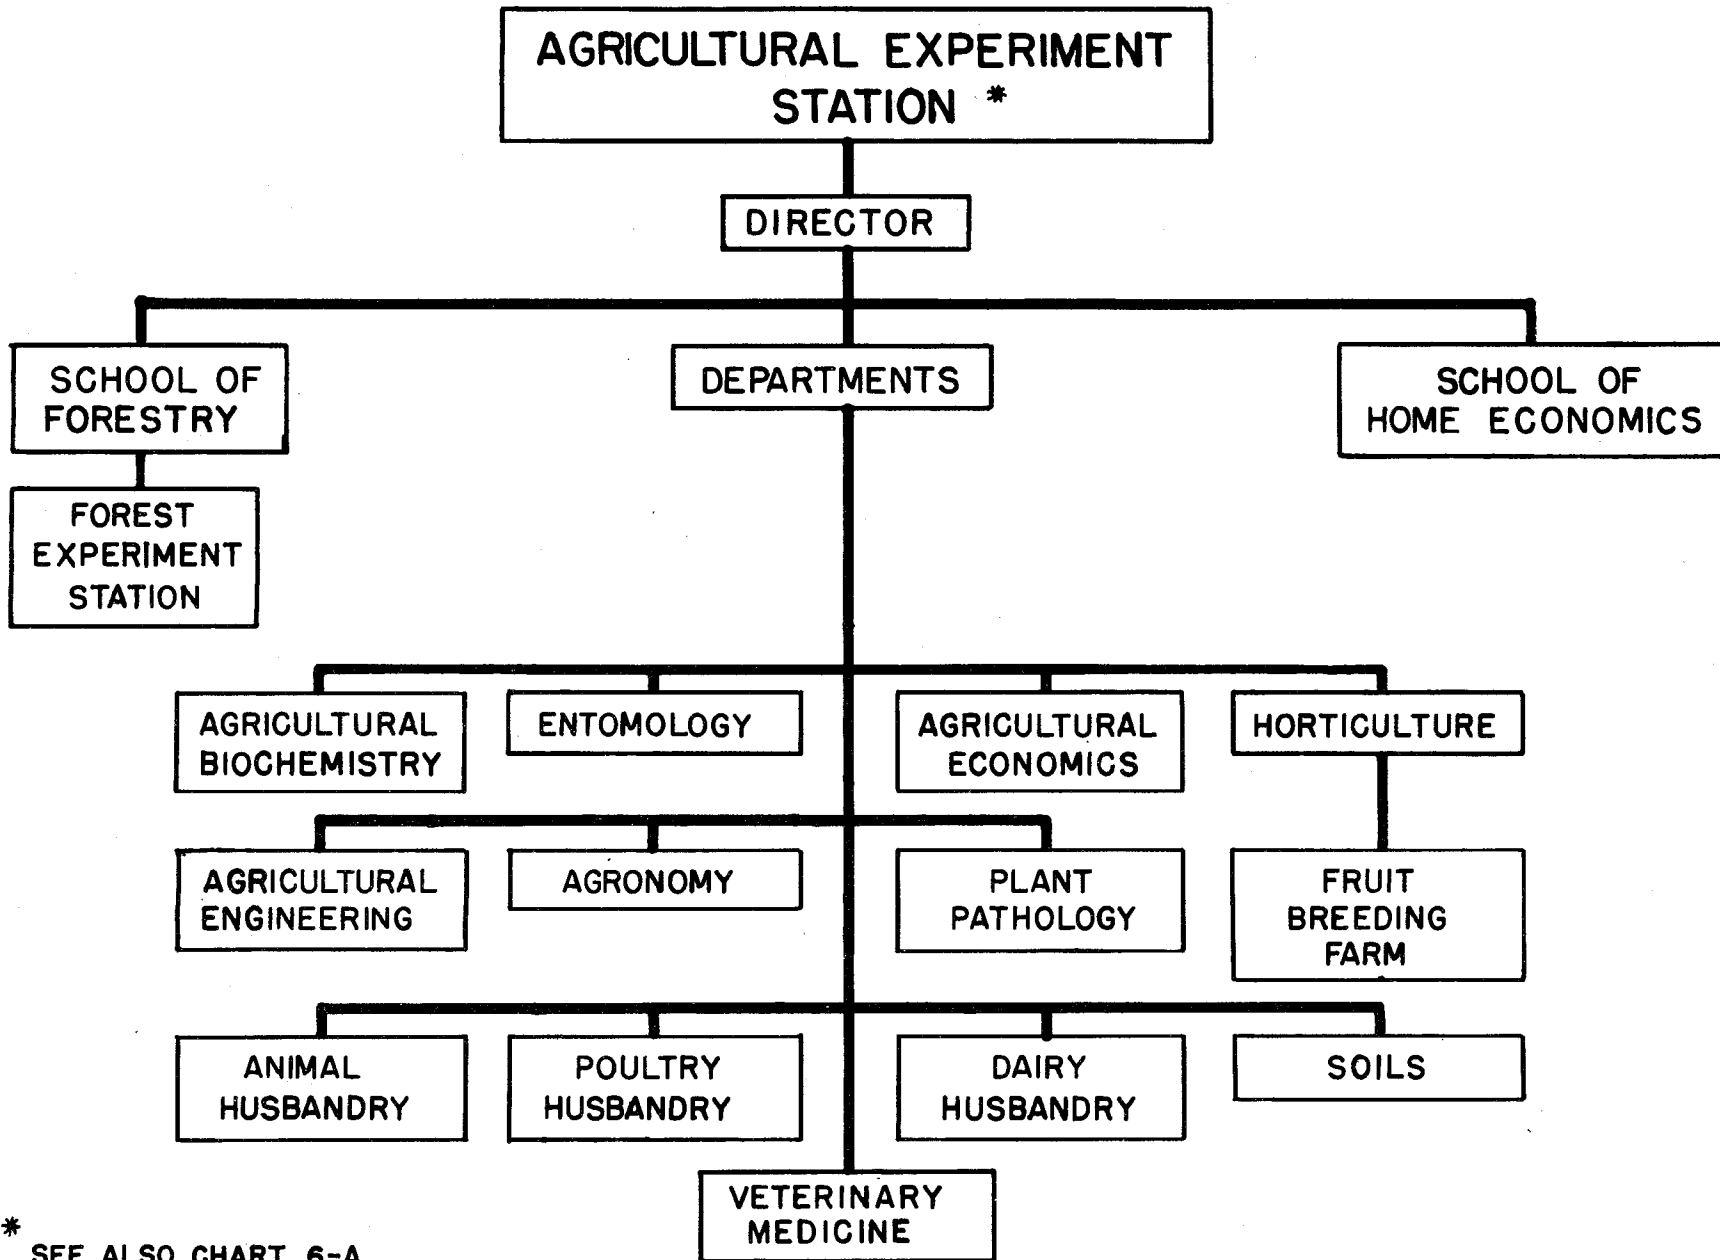 AGRICULTURAL EXPERIMENT
STATION *
DIRECTOR
SCHOOL OF
FORESTRY
DEPARTMENTS
SCHOOL OF
HOME ECONOMICS
FOREST
EXPERIMENT
STATION
AGRICULTURAL
BIOCHEMISTRY
ENTOMOLOGY
AGRICULTURAL
ECONOMICS
HORTICULTURE
AGRICULTURAL
ENGINEERING
AGRONOMY
PLANT
PATHOLOGY
FRUIT
BREEDING
FARM
ANIMAL
HUSBANDRY
POULTRY
HUSBANDRY
DAIRY
HUSBANDRY
SOILS
VETERINARY
MEDICINE
*
SEE ALSO CHART 6-A